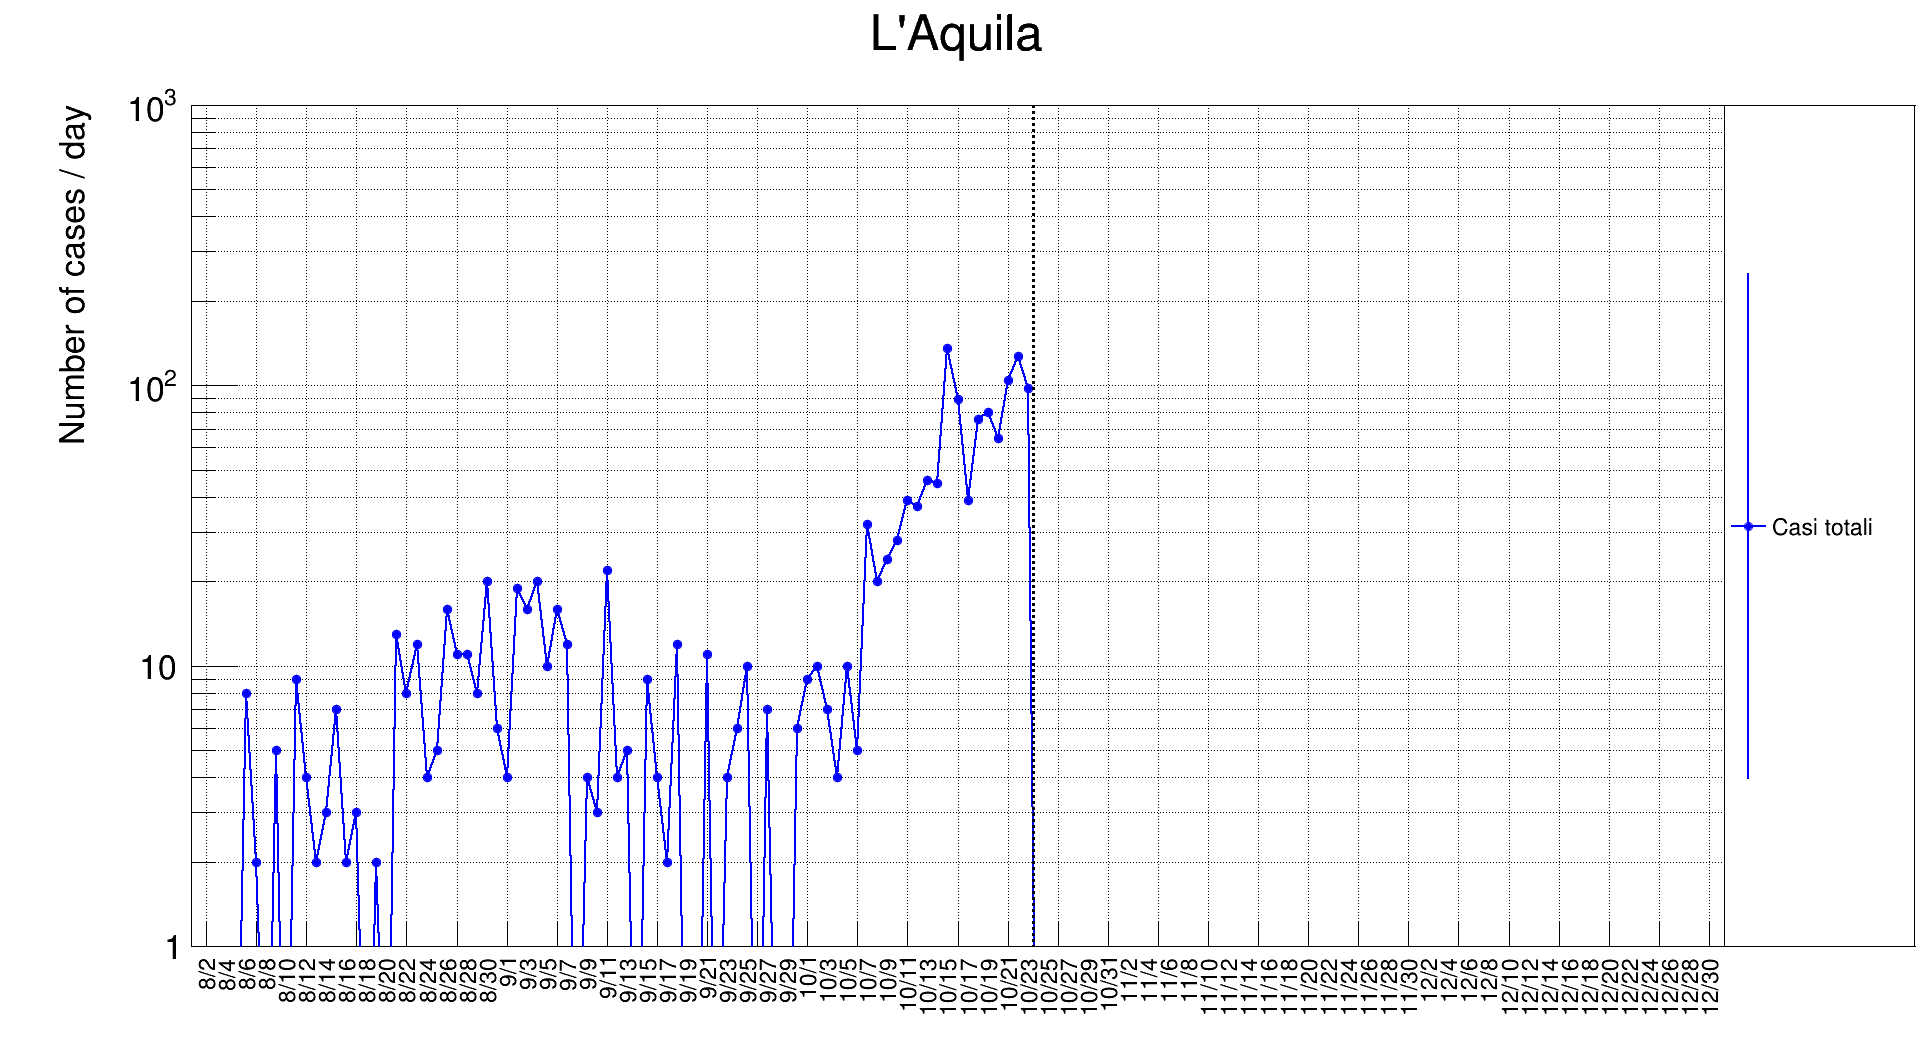 L'Aquila
Number of cases / day
10³
10²
10
1
8/2 8/4 8/6 8/8 8/10 8/12 8/14 8/16 8/18 8/20 8/22 8/24 8/26 8/28 8/30 9/1 9/3 9/5 9/7 9/9 9/11 9/13 9/15 9/17 9/19 9/21 9/23 9/25 9/27 9/29 10/1 10/3 10/5 10/7 10/9 10/11 10/13 10/15 10/17 10/19 10/21 10/23 10/25 10/27 10/29 10/31 11/2 11/4 11/6 11/8 11/10 11/12 11/14 11/16 11/18 11/20 11/22 11/24 11/26 11/28 11/30 12/2 12/4 12/6 12/8 12/10 12/12 12/14 12/16 12/18 12/20 12/22 12/24 12/26 12/28 12/30
Casi totali